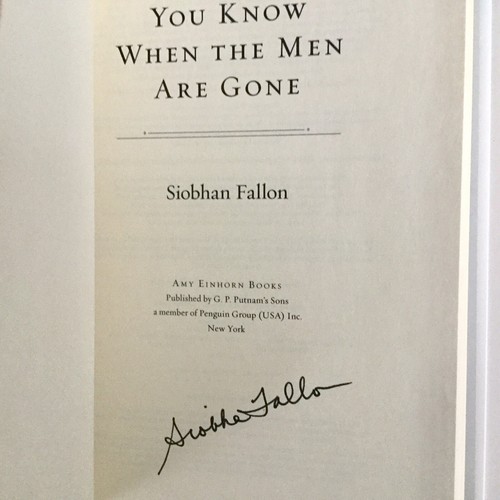 You Know
When the Men
Are Gone
Siobhan Fallon
Amy Einhorn Books
Published by G. P. Putnam's Sons
a member of Penguin Group (USA) Inc.
New York
Siobhan Fallon